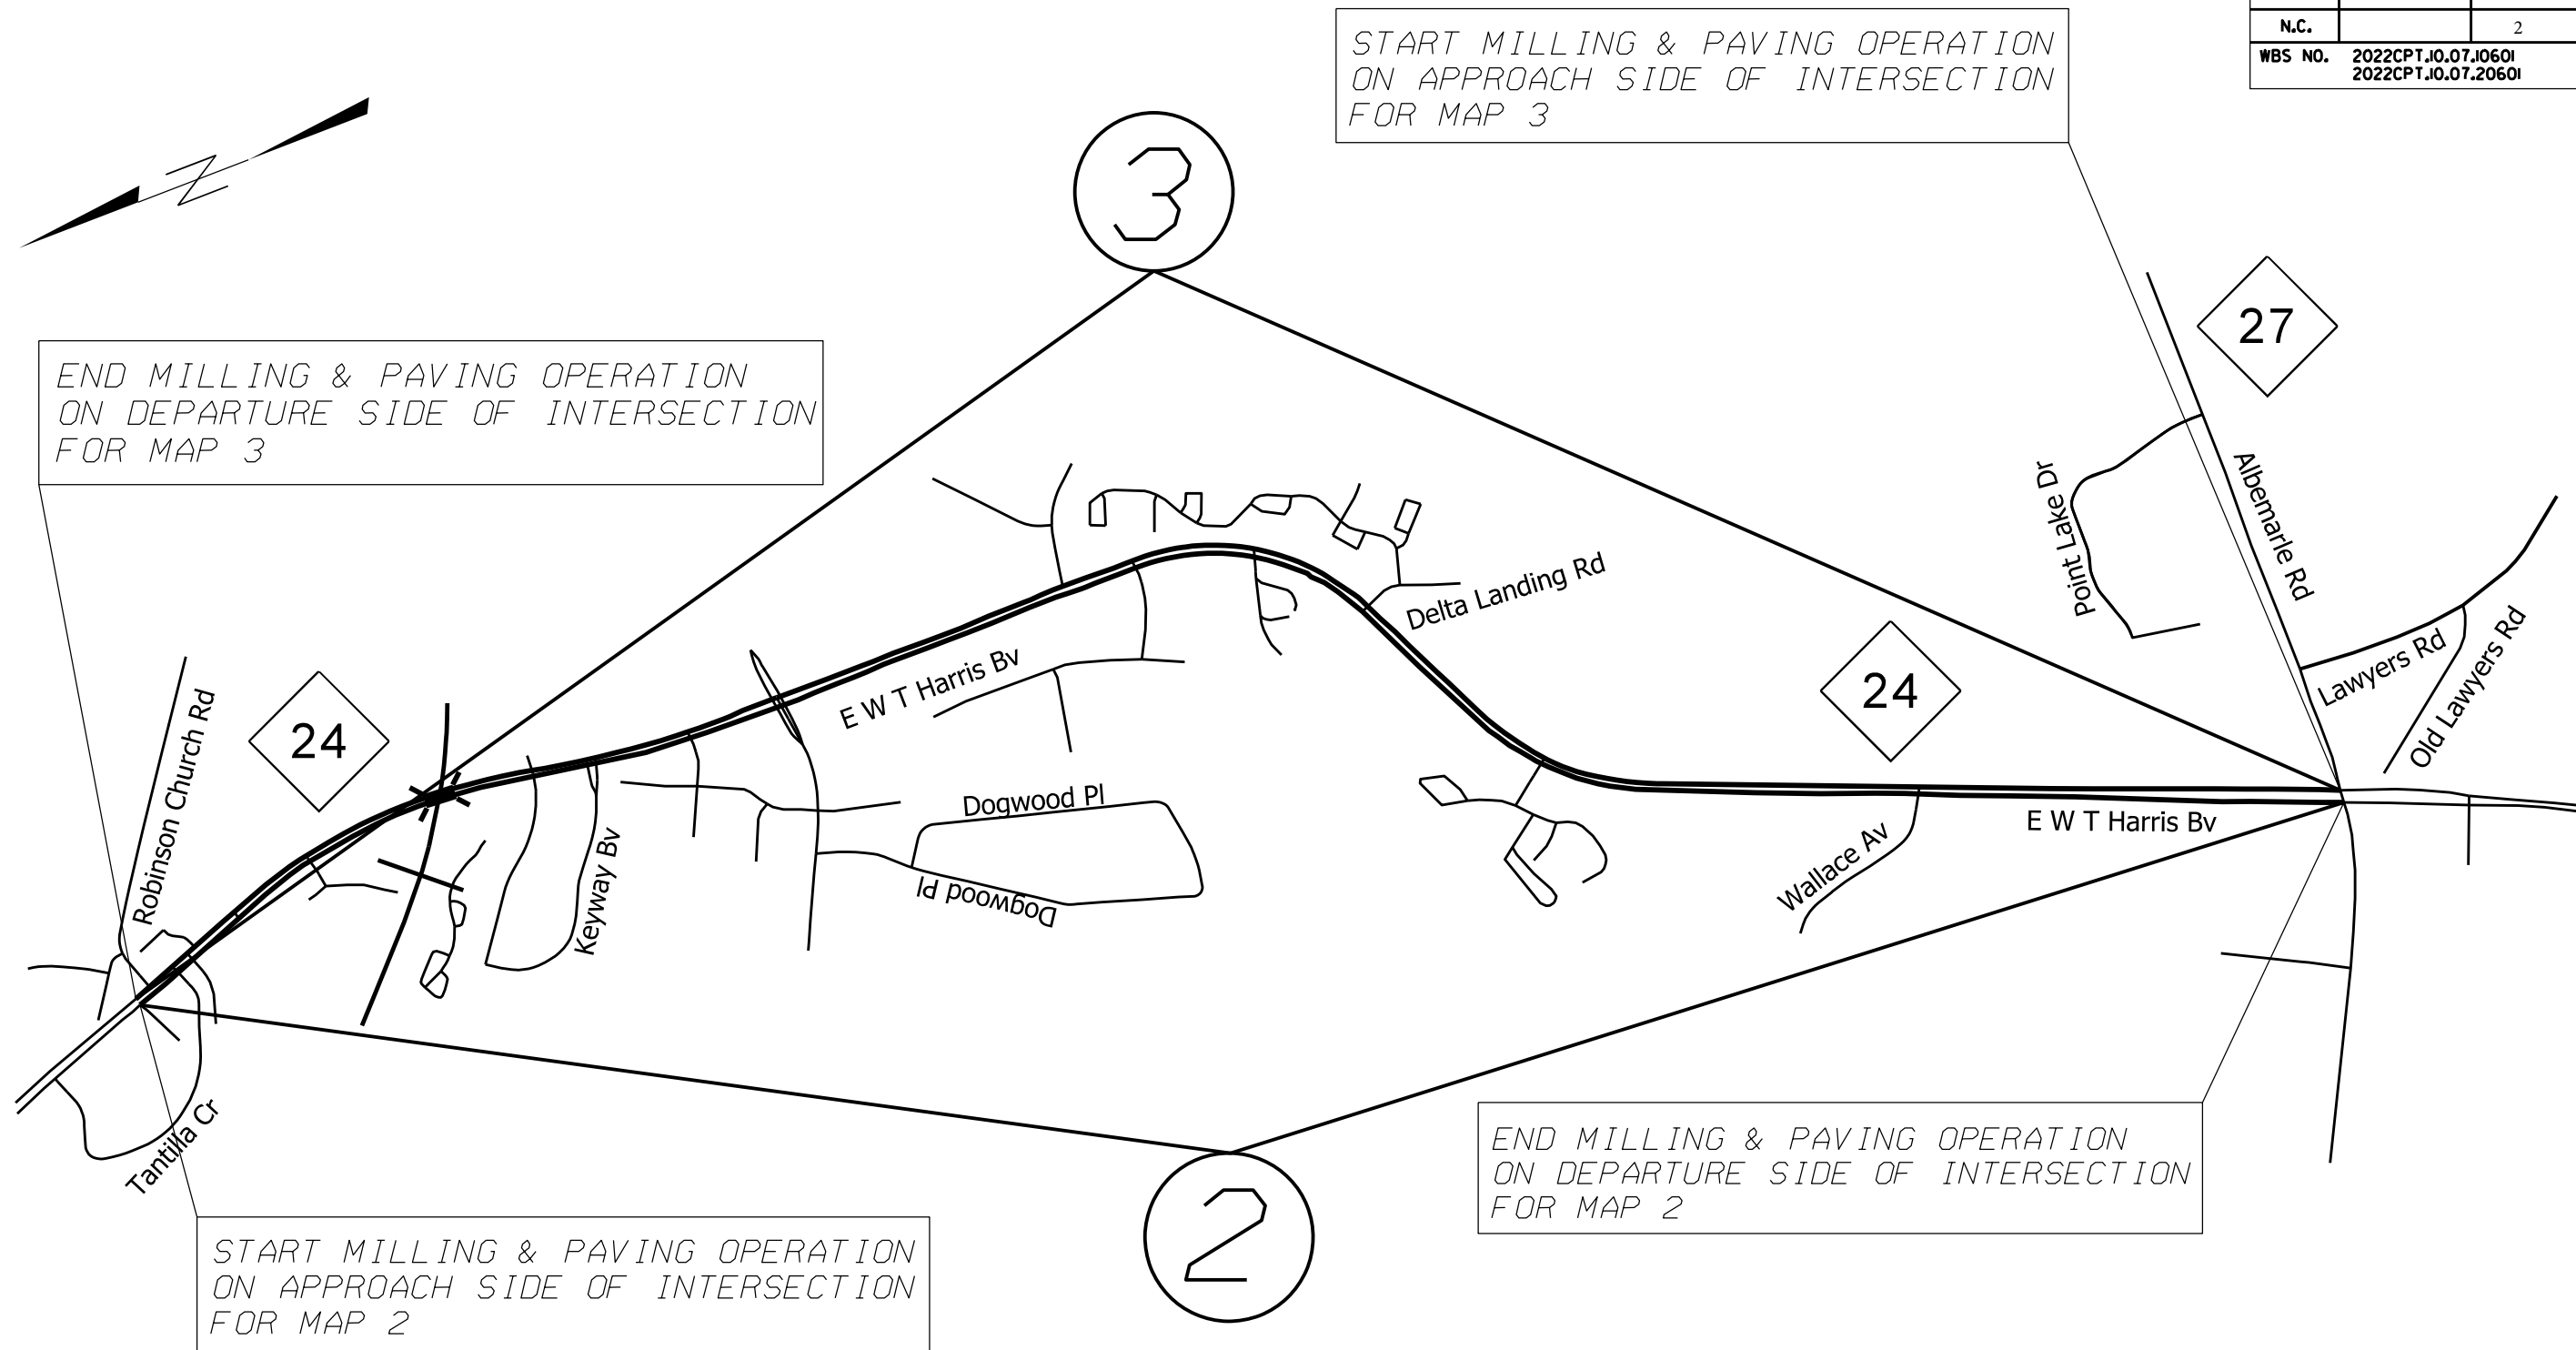 N.C. 2
WBS NO. 2022CPT.10.07.10601
2022CPT.10.07.20601
START MILLING & PAVING OPERATION
ON APPROACH SIDE OF INTERSECTION
FOR MAP 3
3
N
27
END MILLING & PAVING OPERATION
ON DEPARTURE SIDE OF INTERSECTION
FOR MAP 3
Point Lake Dr
Albemarle Rd
Delta Landing Rd
Lawyers Rd
Old Lawyers Rd
24
E W T Harris Bv
Robinson Church Rd
24
Dogwood Pl
E W T Harris Bv
Wallace Av
Keyway Bv
Dogwood Pl
Tantilla Cr
END MILLING & PAVING OPERATION
ON DEPARTURE SIDE OF INTERSECTION
FOR MAP 2
2
START MILLING & PAVING OPERATION
ON APPROACH SIDE OF INTERSECTION
FOR MAP 2